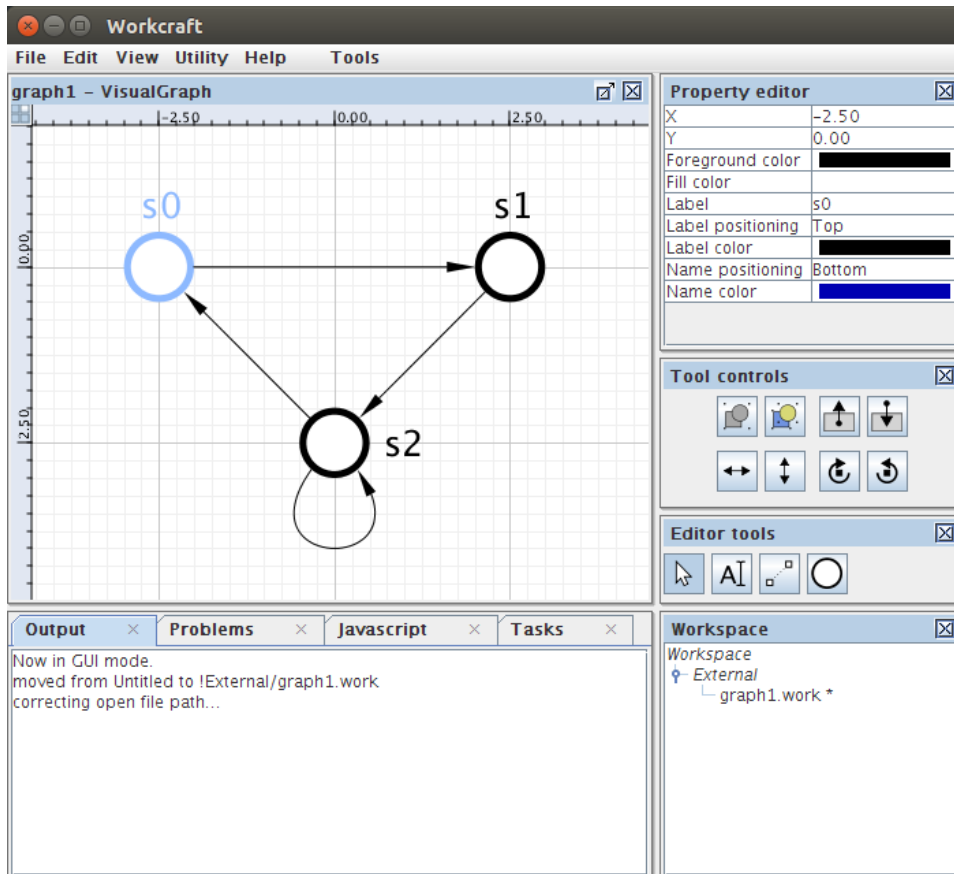 Workcraft
File Edit View Utility Help Tools
graph1 – VisualGraph
-2.50 0.00 2.50
0.00
2.50
s0
s1
s2
Property editor
X -2.50
Y 0.00
Foreground color
Fill color
Label s0
Label positioning Top
Label color
Name positioning Bottom
Name color
Tool controls
Editor tools
AI
Output × Problems × Javascript × Tasks ×
Now in GUI mode.
moved from Untitled to !External/graph1.work
correcting open file path...
Workspace
Workspace
External
graph1.work *